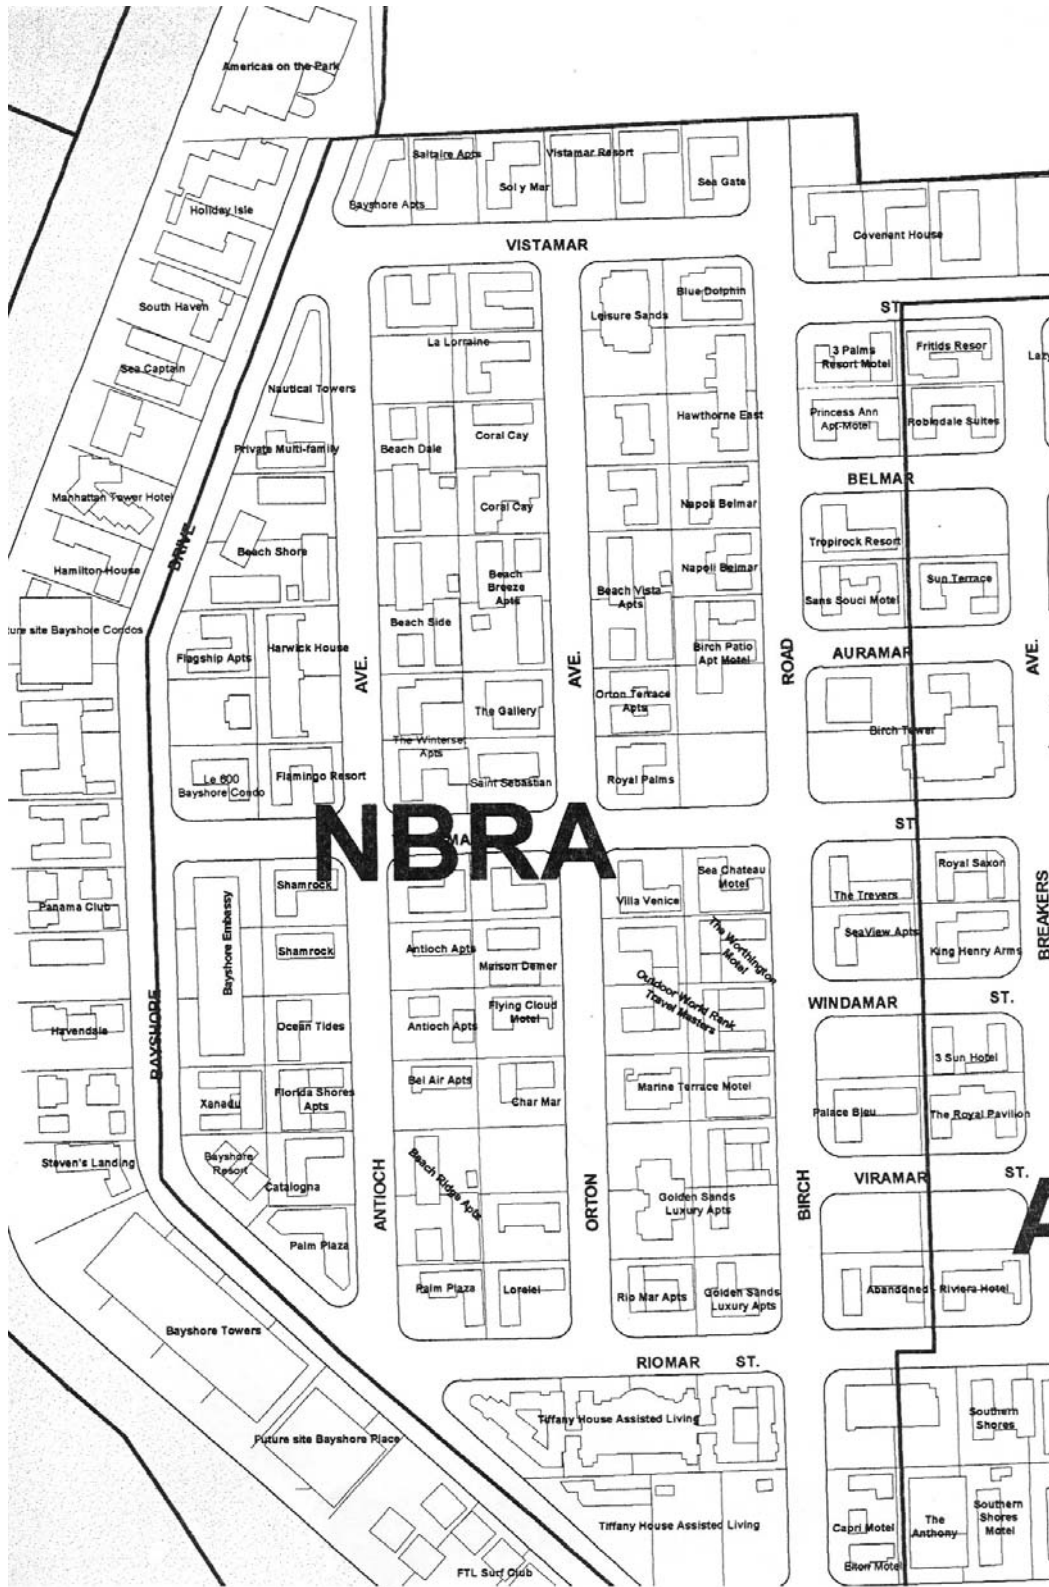 Americas on the Park
Saltaire Apts
Vistamar Resort
Sol y Mar
Sea Gate
Bayshore Apts
Holiday Isle
Covenant House
VISTAMAR
ST.
Blue Dolphin
South Haven
Leisure Sands
La Lorraine
3 Palms
Resort Motel
Fritids Resor
Sea Captain
Nautical Towers
Princess Ann
Apt-Motel
Hawthorne East
Robindale Suites
Private Multi-family
Beach Dale
Coral Cay
BELMAR
Manhattan Tower Hotel
Coral Cay
Napoli Belmar
DRIVE
Tropirock Resort
Beach Shore
Hamilton House
Beach
Breeze
Apts
Napoli Belmar
Sun Terrace
Beach Vista
Apts
Sans Souci Motel
ure site Bayshore Condos
Beach Side
Flagship Apts
Harwick House
Birch Patio
Apt Motel
AURAMAR
AVE.
AVE.
ROAD
AVE.
Orton Terrace
Apts
The Gallery
Birch Tower
The Winterset
Apts
Le 600
Bayshore Condo
Flamingo Resort
Saint Sebastian
Royal Palms
NBRA
ST.
Royal Saxon
Shamrock
Sea Chateau
Motel
Villa Venice
The Trevers
Panama Club
Bayshore Embassy
SeaView Apts
BREAKERS
Shamrock
Antioch Apts
The Worthington
Motel
King Henry Arms
Maison Demer
Outdoor World Rank
Travel Masters
WINDAMAR
ST.
Flying Cloud
Motel
Havendale
BAYSHORE
Ocean Tides
Antioch Apts
3 Sun Hotel
Bel Air Apts
Marine Terrace Motel
Xanadu
Florida Shores
Apts
Char Mar
Palace Bleu
The Royal Pavilion
Steven's Landing
Bayshore
Resort
Catalogna
Beach Ridge Apts
VIRAMAR
ST.
ANTIOCH
ORTON
BIRCH
Golden Sands
Luxury Apts
A
Palm Plaza
Palm Plaza
Lorelei
Rio Mar Apts
Golden Sands
Luxury Apts
Abandoned - Riviera Hotel
Bayshore Towers
RIOMAR
ST.
Tiffany House Assisted Living
Southern
Shores
Future site Bayshore Place
Tiffany House Assisted Living
Capri Motel
The
Anthony
Southern
Shores
Motel
Elton Motel
FTL Surf Club